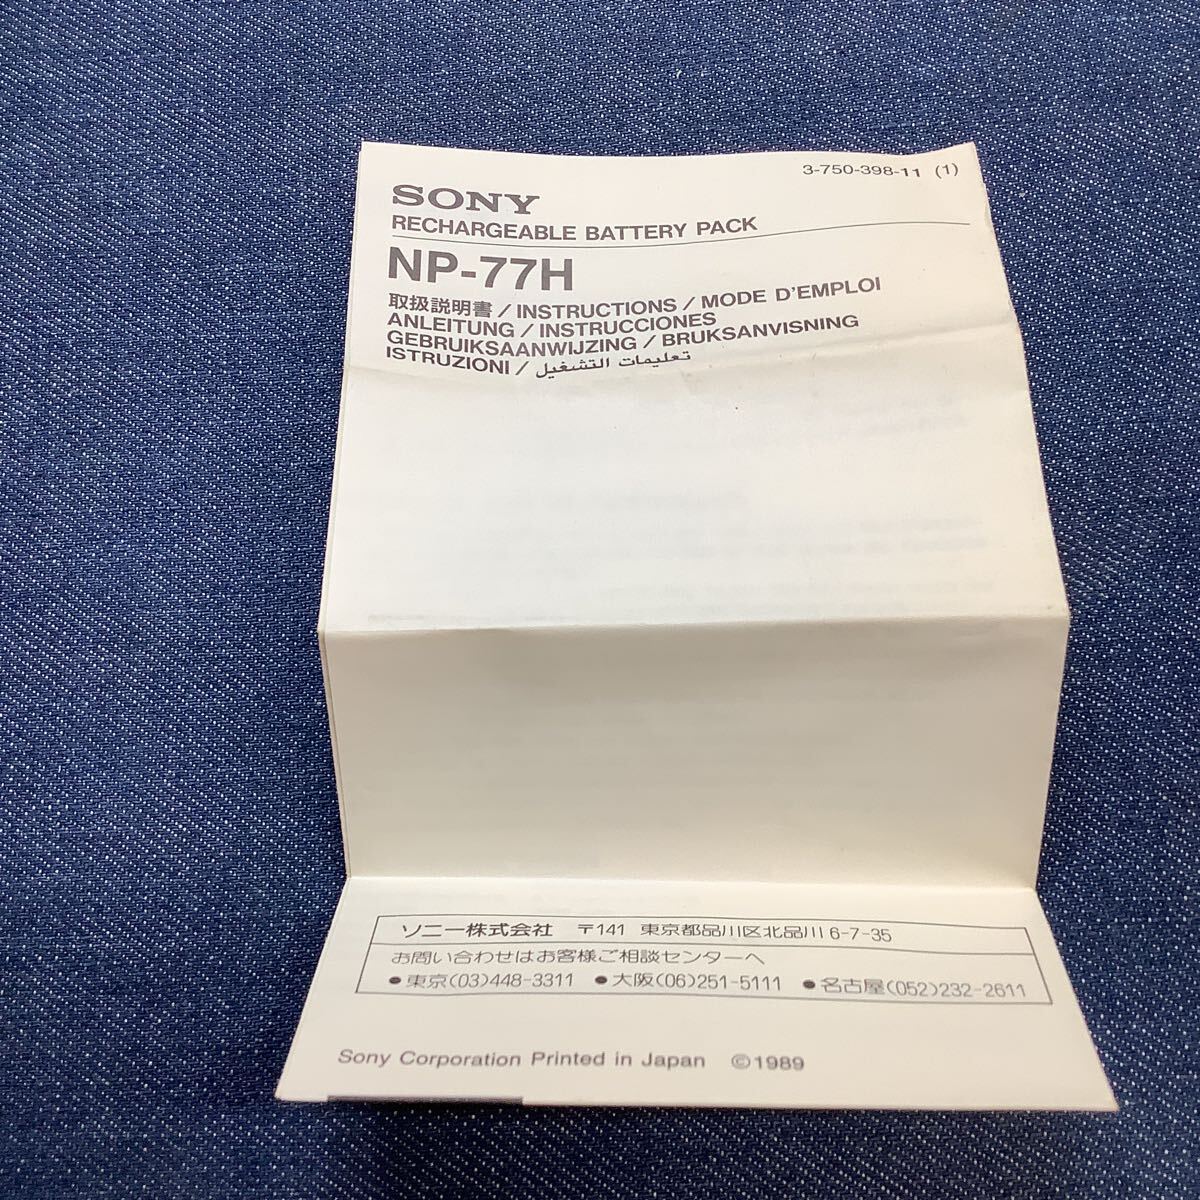 3-750-398-11 (1)
SONY
RECHARGEABLE BATTERY PACK
NP-77H
取扱説明書 / INSTRUCTIONS / MODE D'EMPLOI
ANLEITUNG / INSTRUCCIONES
GEBRUIKSAANWIJZING / BRUKSANVISNING
ISTRUZIONI / تعليمات التشغيل
ソニー株式会社 〒141 東京都品川区北品川 6-7-35
お問い合わせはお客様ご相談センターへ
●東京(03)448-3311 ●大阪(06)251-5111 ●名古屋(052)232-2611
Sony Corporation Printed in Japan ©1989